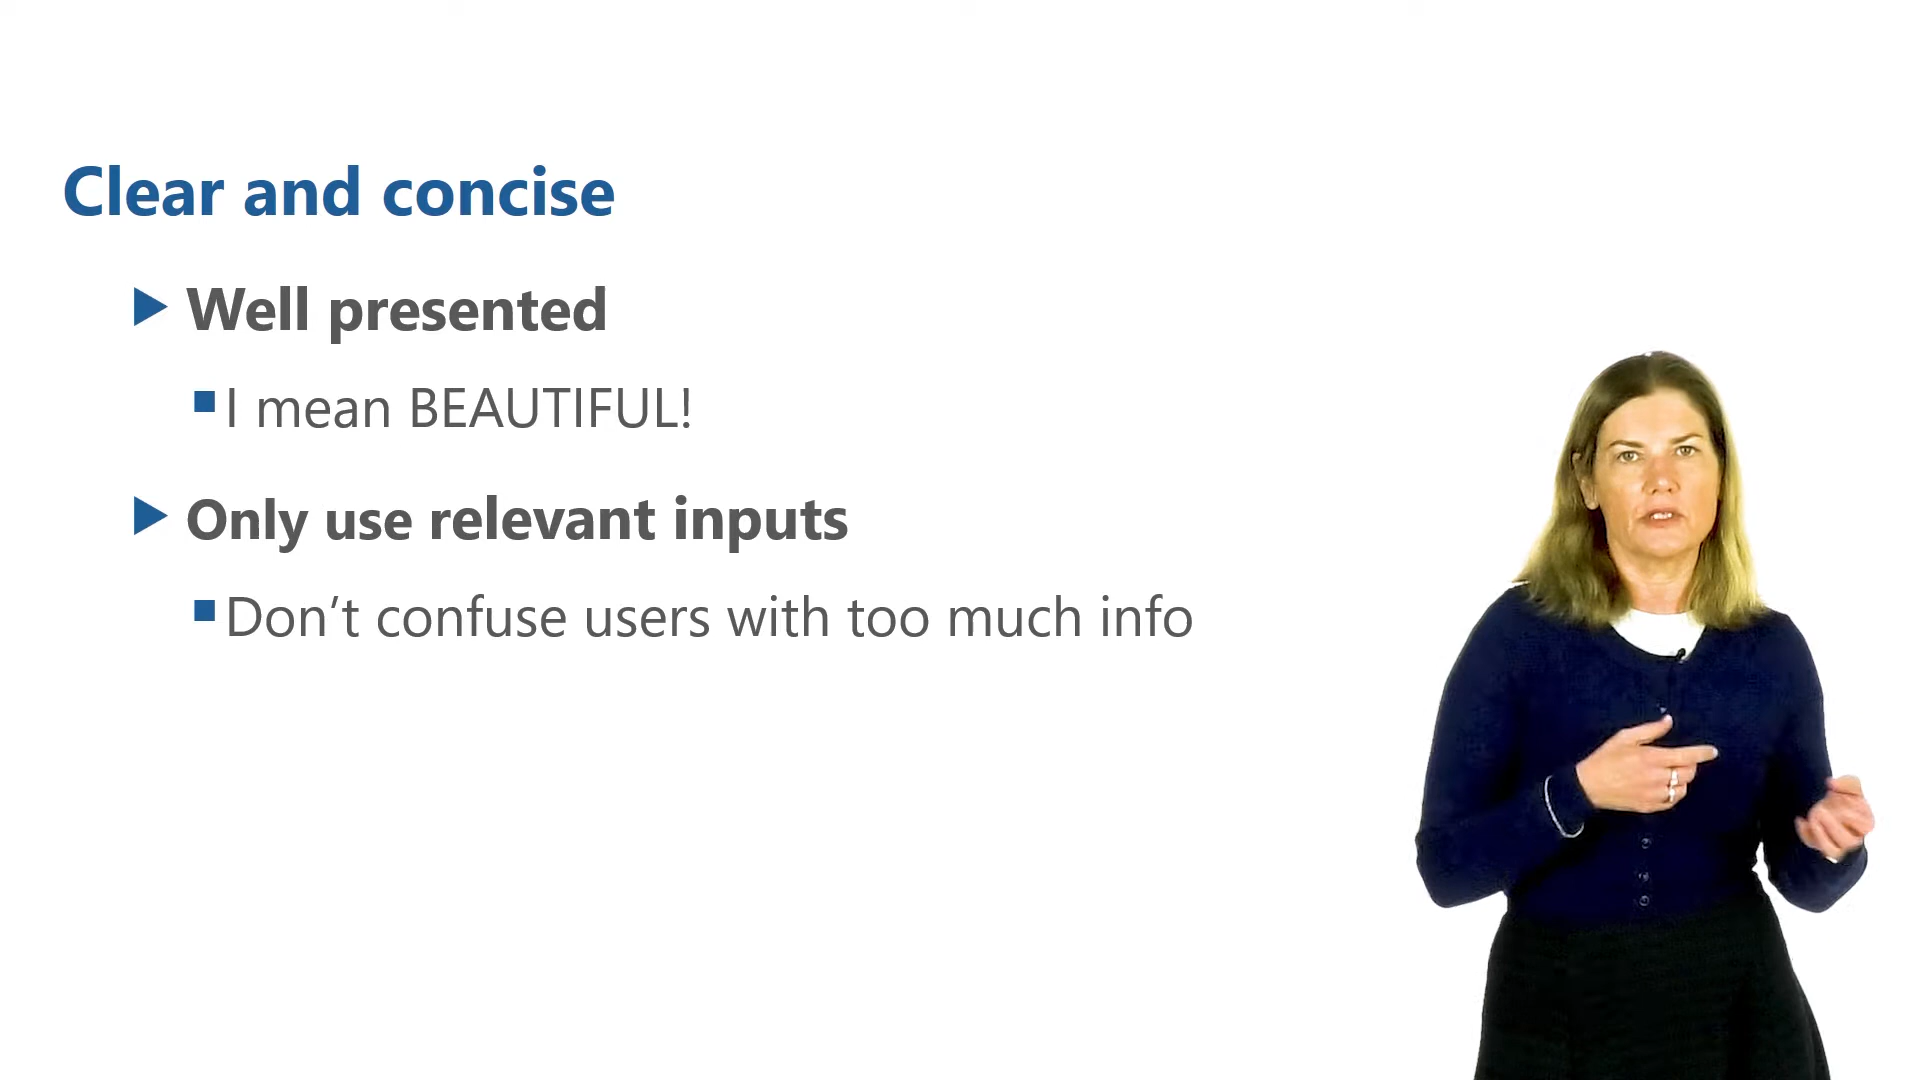 Clear and concise
Well presented
I mean BEAUTIFUL!
Only use relevant inputs
Don’t confuse users with too much info